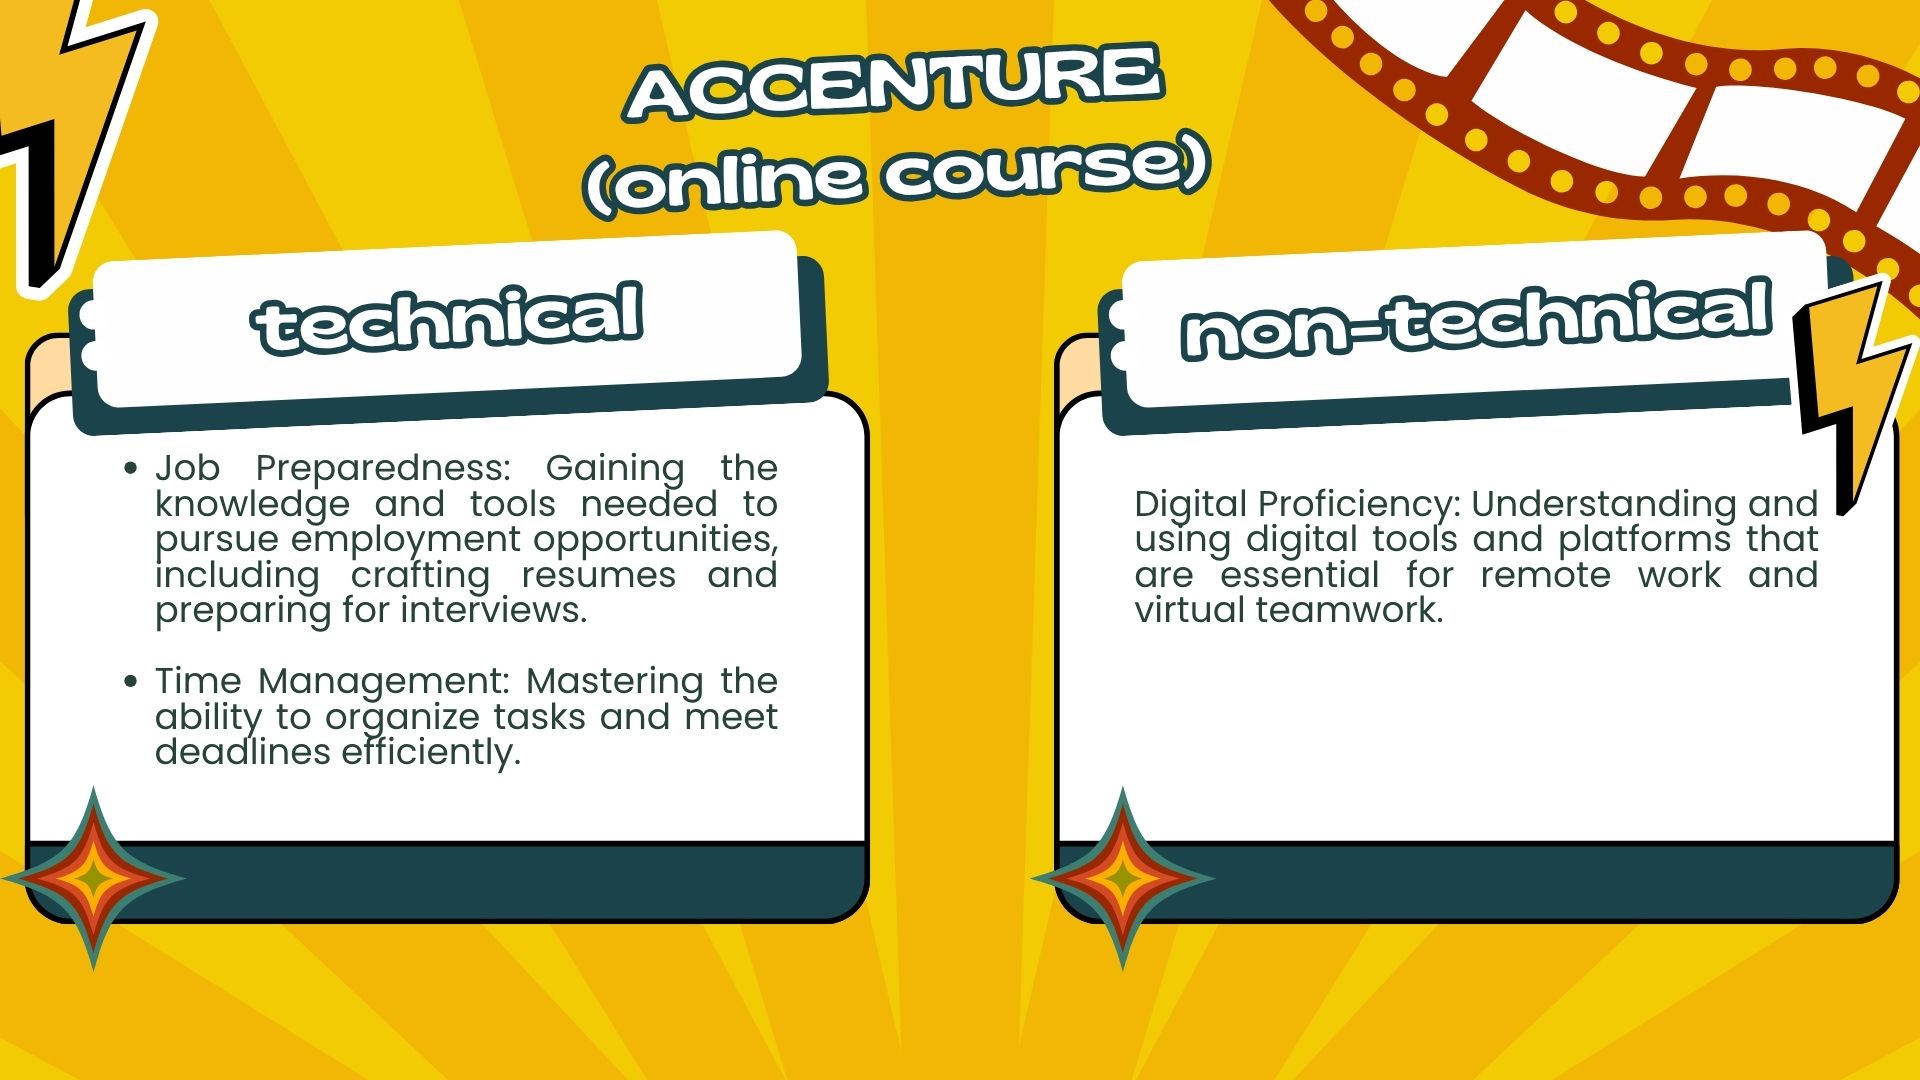 ACCENTURE
(online course)
technical
• Job Preparedness: Gaining the
knowledge and tools needed to
pursue employment opportunities,
including crafting resumes and
preparing for interviews.
• Time Management: Mastering the
ability to organize tasks and meet
deadlines efficiently.
non-technical
Digital Proficiency: Understanding and
using digital tools and platforms that
are essential for remote work and
virtual teamwork.